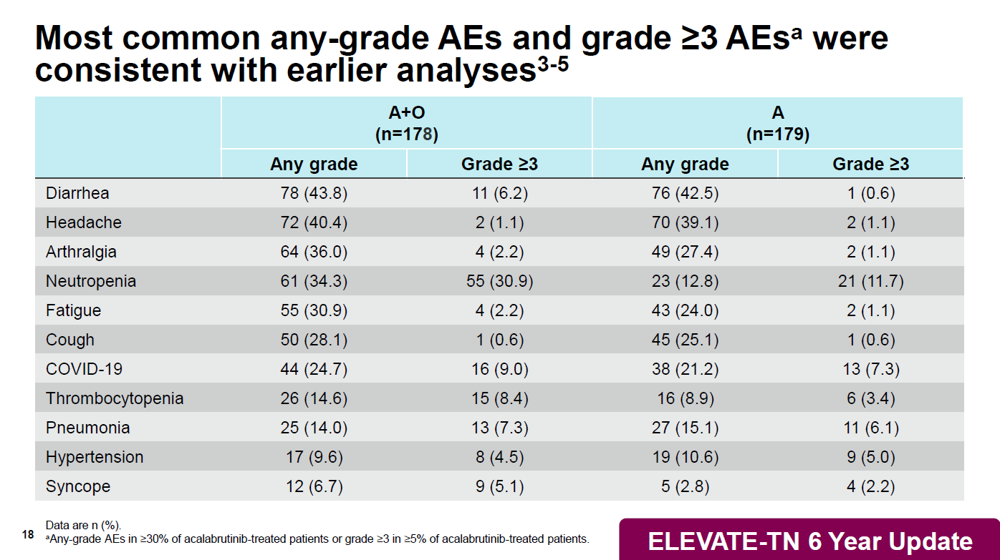 Most common any-grade AEs and grade ≥3 AEsᵃ were
consistent with earlier analyses³⁻⁵
A+O A
(n=178) (n=179)
Any grade Grade ≥3 Any grade Grade ≥3
Diarrhea 78 (43.8) 11 (6.2) 76 (42.5) 1 (0.6)
Headache 72 (40.4) 2 (1.1) 70 (39.1) 2 (1.1)
Arthralgia 64 (36.0) 4 (2.2) 49 (27.4) 2 (1.1)
Neutropenia 61 (34.3) 55 (30.9) 23 (12.8) 21 (11.7)
Fatigue 55 (30.9) 4 (2.2) 43 (24.0) 2 (1.1)
Cough 50 (28.1) 1 (0.6) 45 (25.1) 1 (0.6)
COVID-19 44 (24.7) 16 (9.0) 38 (21.2) 13 (7.3)
Thrombocytopenia 26 (14.6) 15 (8.4) 16 (8.9) 6 (3.4)
Pneumonia 25 (14.0) 13 (7.3) 27 (15.1) 11 (6.1)
Hypertension 17 (9.6) 8 (4.5) 19 (10.6) 9 (5.0)
Syncope 12 (6.7) 9 (5.1) 5 (2.8) 4 (2.2)
Data are n (%).
18 ᵃAny-grade AEs in ≥30% of acalabrutinib-treated patients or grade ≥3 in ≥5% of acalabrutinib-treated patients.
ELEVATE-TN 6 Year Update